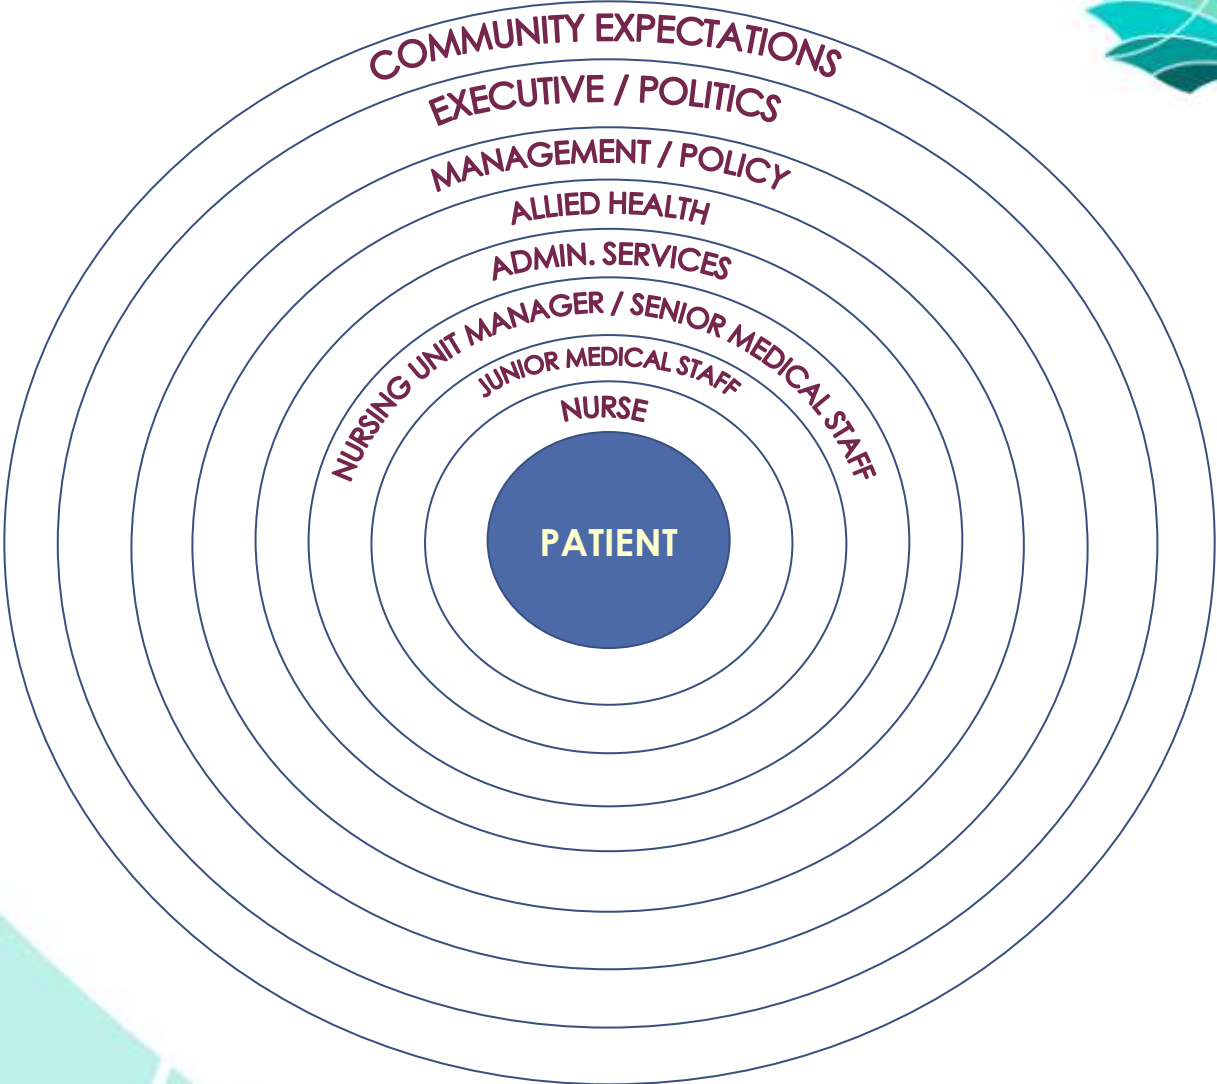 COMMUNITY EXPECTATIONS
EXECUTIVE / POLITICS
MANAGEMENT / POLICY
ALLIED HEALTH
ADMIN. SERVICES
NURSING UNIT MANAGER / SENIOR MEDICAL STAFF
JUNIOR MEDICAL STAFF
NURSE
PATIENT